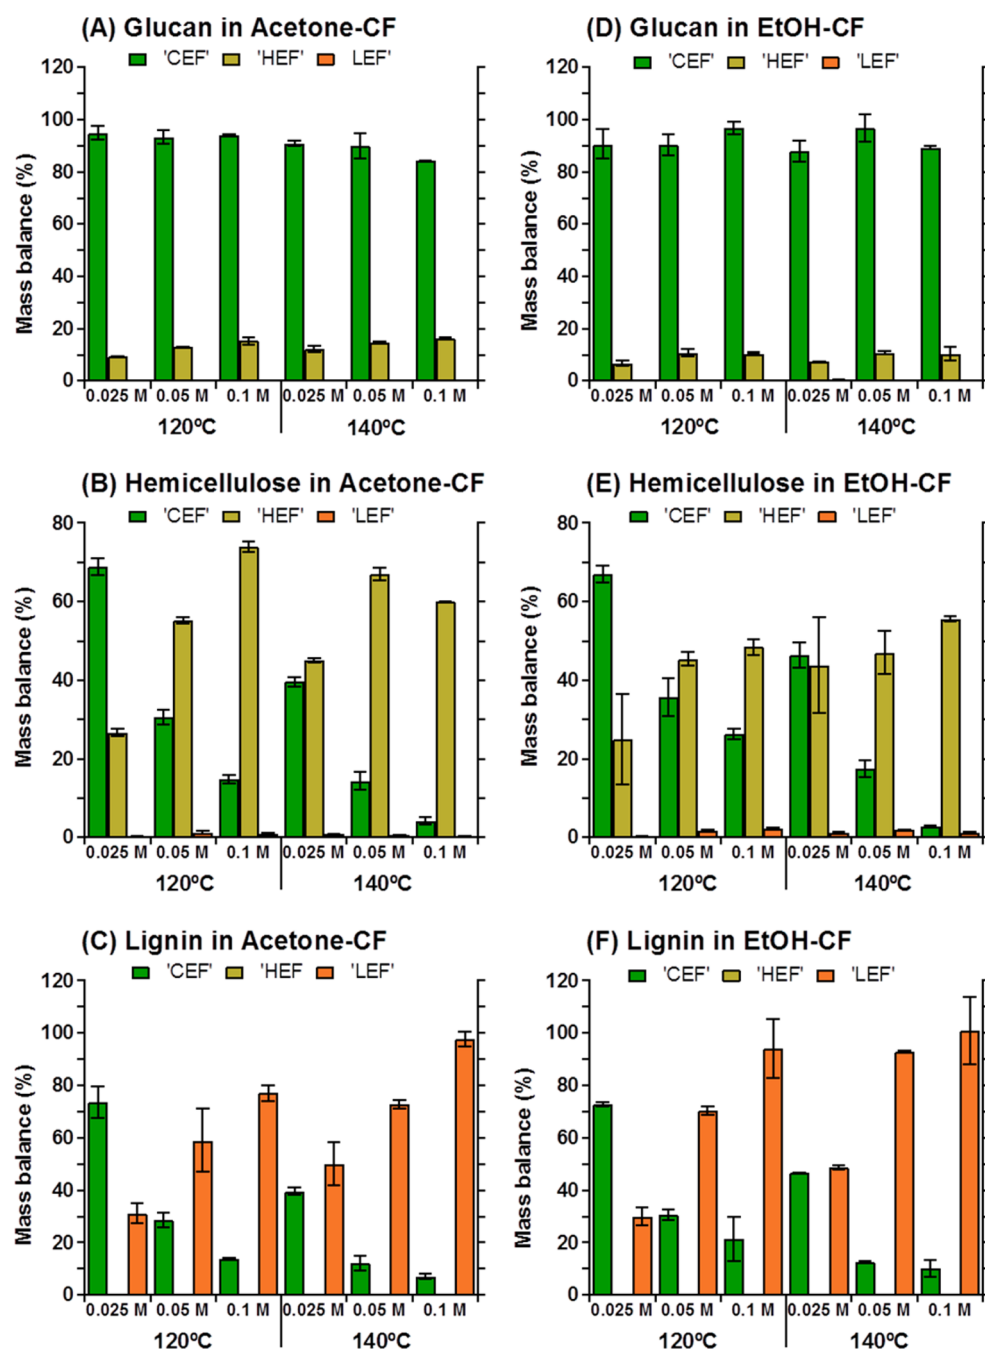 (A) Glucan in Acetone-CF
'CEF' 'HEF' LEF'
Mass balance (%)
120
100
80
60
40
20
0
0.025 M 0.05 M 0.1 M 0.025 M 0.05 M 0.1 M
120ºC 140ºC
(D) Glucan in EtOH-CF
'CEF' 'HEF' 'LEF'
Mass balance (%)
120
100
80
60
40
20
0
0.025 M 0.05 M 0.1 M 0.025 M 0.05 M 0.1 M
120ºC 140ºC
(B) Hemicellulose in Acetone-CF
'CEF' 'HEF' 'LEF'
Mass balance (%)
80
60
40
20
0
0.025 M 0.05 M 0.1 M 0.025 M 0.05 M 0.1 M
120ºC 140ºC
(E) Hemicellulose in EtOH-CF
'CEF' 'HEF' 'LEF'
Mass balance (%)
80
60
40
20
0
0.025 M 0.05 M 0.1 M 0.025 M 0.05 M 0.1 M
120ºC 140ºC
(C) Lignin in Acetone-CF
'CEF' 'HEF 'LEF'
Mass balance (%)
120
100
80
60
40
20
0
0.025 M 0.05 M 0.1 M 0.025 M 0.05 M 0.1 M
120ºC 140ºC
(F) Lignin in EtOH-CF
'CEF' 'HEF' 'LEF'
Mass balance (%)
120
100
80
60
40
20
0
0.025 M 0.05 M 0.1 M 0.025 M 0.05 M 0.1 M
120ºC 140ºC